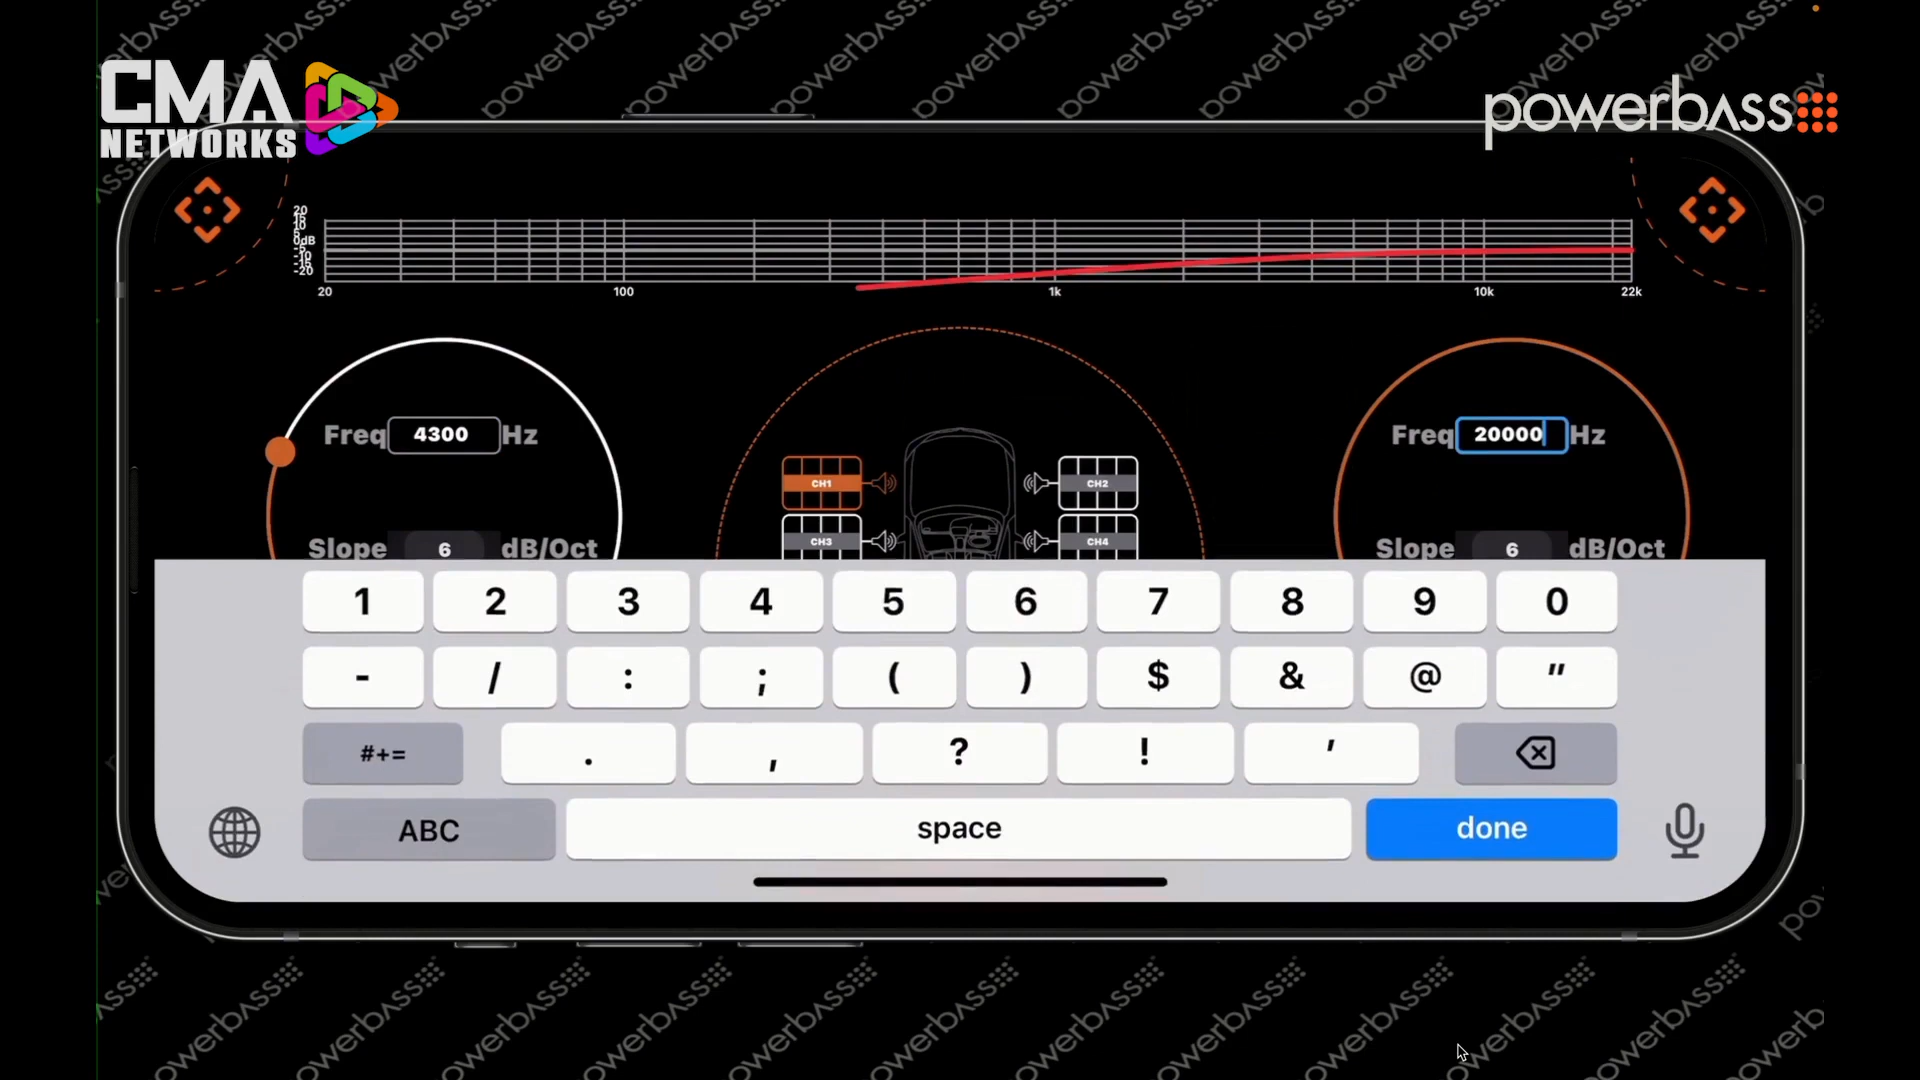 CMA
NETWORKS
powerbass
20
15
10
5
0dB
-5
-10
-15
-20
20 100 1k 10k 22k
Freq 4300 Hz
Freq 20000 Hz
CH1
CH2
CH3
CH4
Slope 6 dB/Oct
Slope 6 dB/Oct
1 2 3 4 5 6 7 8 9 0
- / : ; ( ) $ & @ "
#+= . , ? ! '
ABC space done